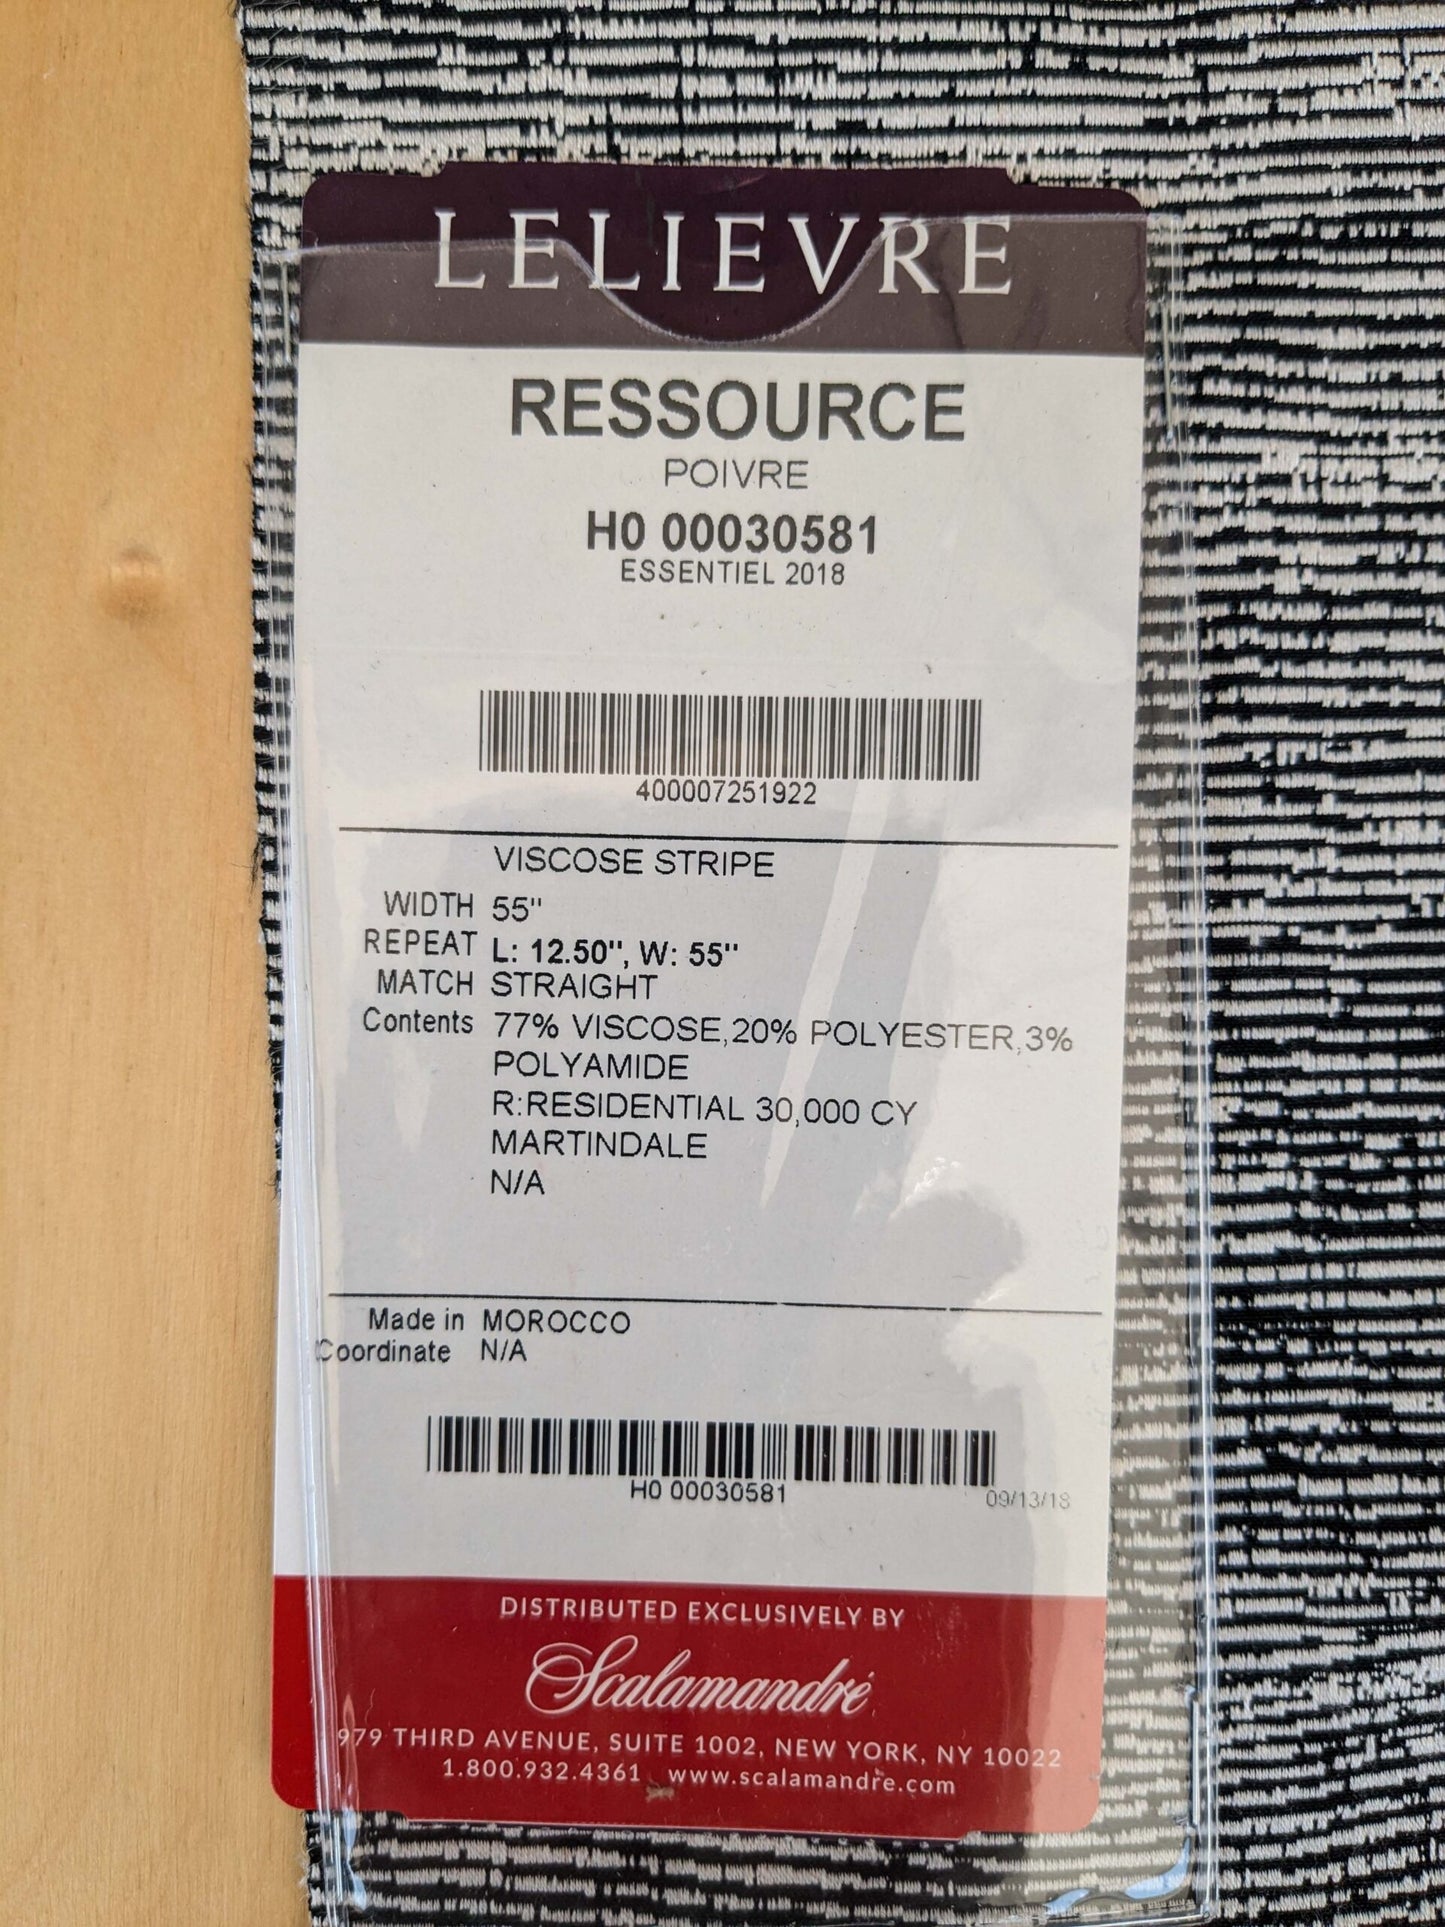 LELIEVRE
RESSOURCE
POIVRE
H0 00030581
ESSENTIEL 2018
400007251922
VISCOSE STRIPE
WIDTH 55"
REPEAT L: 12.50", W: 55"
MATCH STRAIGHT
Contents 77% VISCOSE,20% POLYESTER,3%
POLYAMIDE
R:RESIDENTIAL 30,000 CY
MARTINDALE
N/A
Made in MOROCCO
Coordinate N/A
H0 00030581
09/13/18
DISTRIBUTED EXCLUSIVELY BY
Scalamandré
979 THIRD AVENUE, SUITE 1002, NEW YORK, NY 10022
1.800.932.4361 www.scalamandre.com